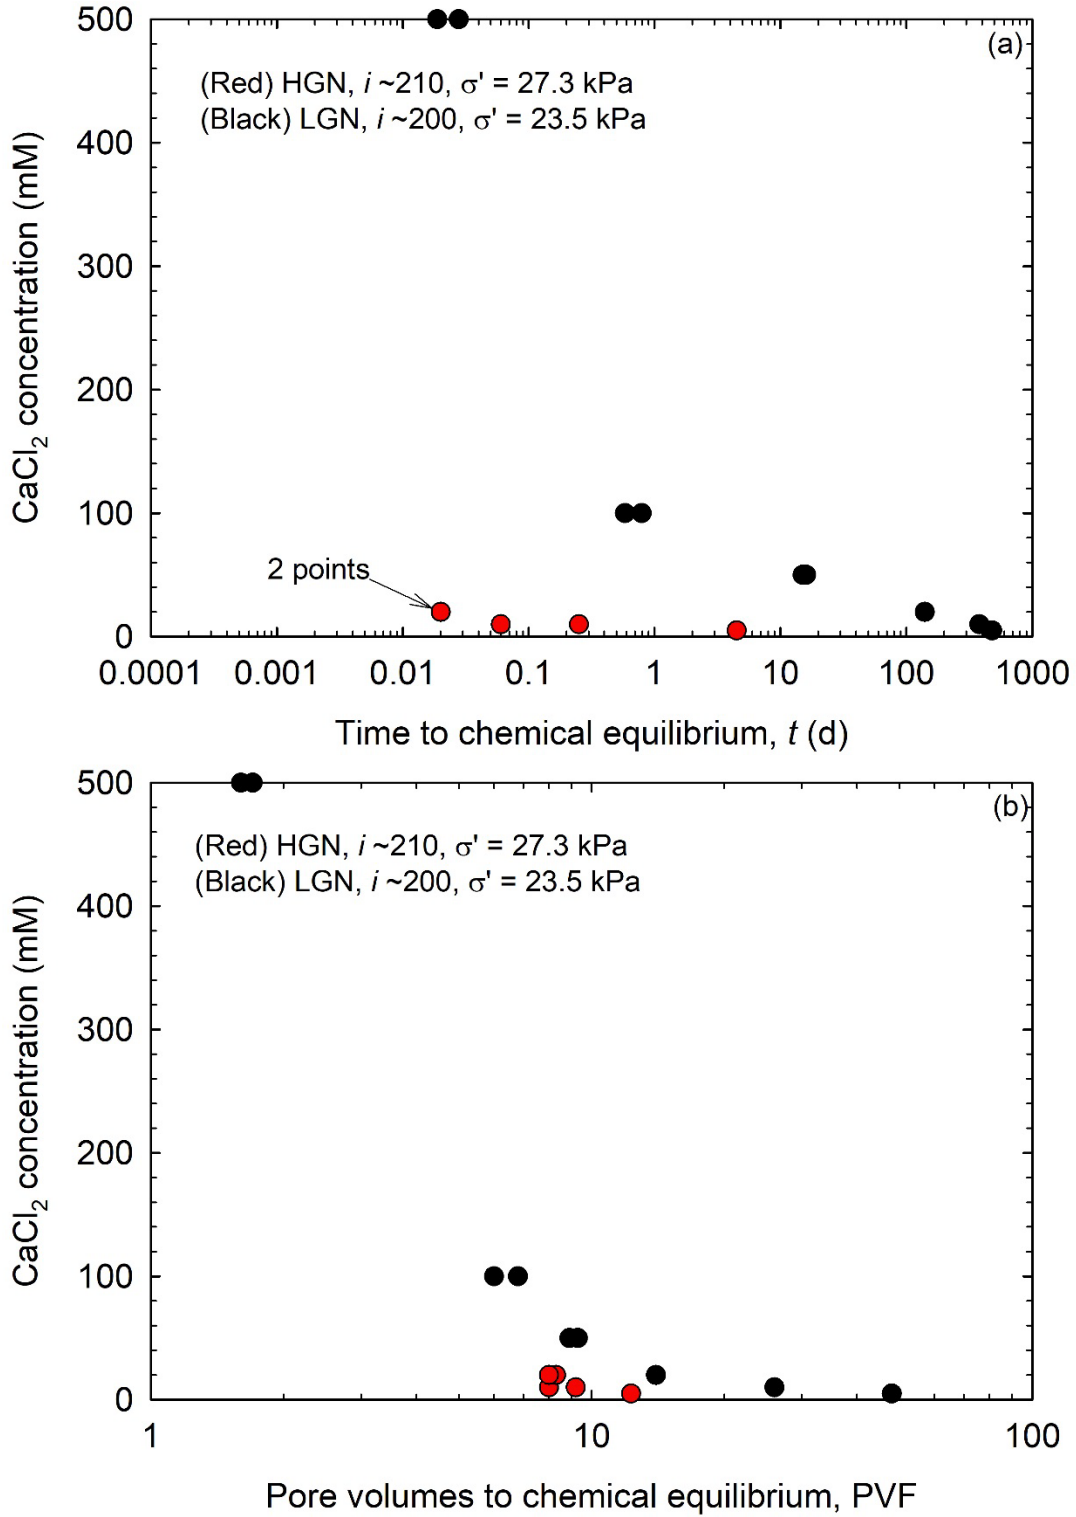 500
(a)
(Red) HGN, i ~210, σ' = 27.3 kPa
(Black) LGN, i ~200, σ' = 23.5 kPa
400
300
200
100
2 points
0
0.0001 0.001 0.01 0.1 1 10 100 1000
CaCl₂ concentration (mM)
Time to chemical equilibrium, t (d)
500
(b)
(Red) HGN, i ~210, σ' = 27.3 kPa
(Black) LGN, i ~200, σ' = 23.5 kPa
400
300
200
100
0
1 10 100
CaCl₂ concentration (mM)
Pore volumes to chemical equilibrium, PVF